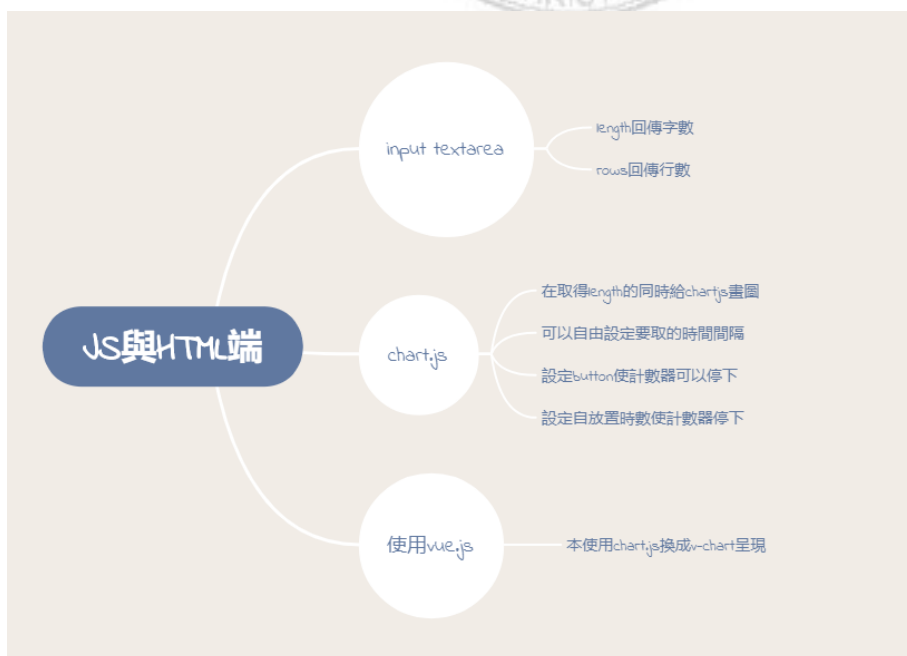 JS與HTML端
input textarea
length回傳字數
rows回傳行數
chart.js
在取得length的同時給chartjs畫圖
可以自由設定要取的時間間隔
設定button使計數器可以停下
設定自放置時數使計數器停下
使用vue.js
本使用chart.js換成v-chart呈現